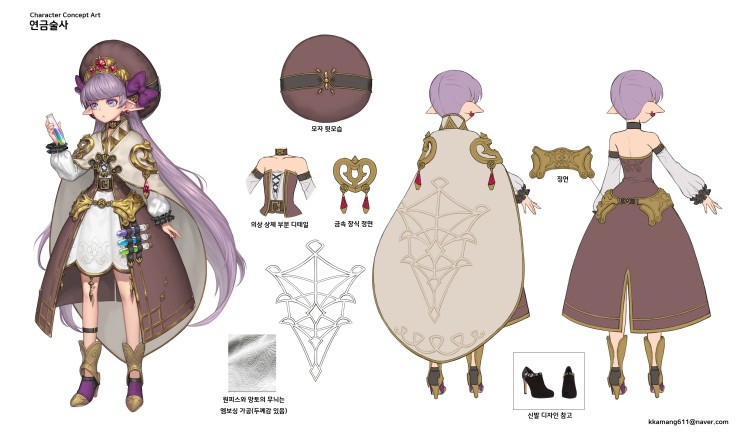 Character Concept Art
연금술사
모자 뒷모습
정면
의상 상체 부분 디테일
금속 장식 정면
원피스와 망토의 무늬는
엠보싱 가공(두께감 있음)
신발 디자인 참고
kkamang611@naver.com